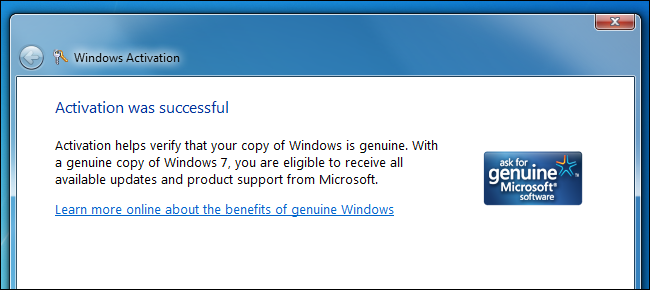 Windows Activation
Activation was successful
Activation helps verify that your copy of Windows is genuine. With
a genuine copy of Windows 7, you are eligible to receive all
available updates and product support from Microsoft.
ask for
genuine
Microsoft®
software
Learn more online about the benefits of genuine Windows